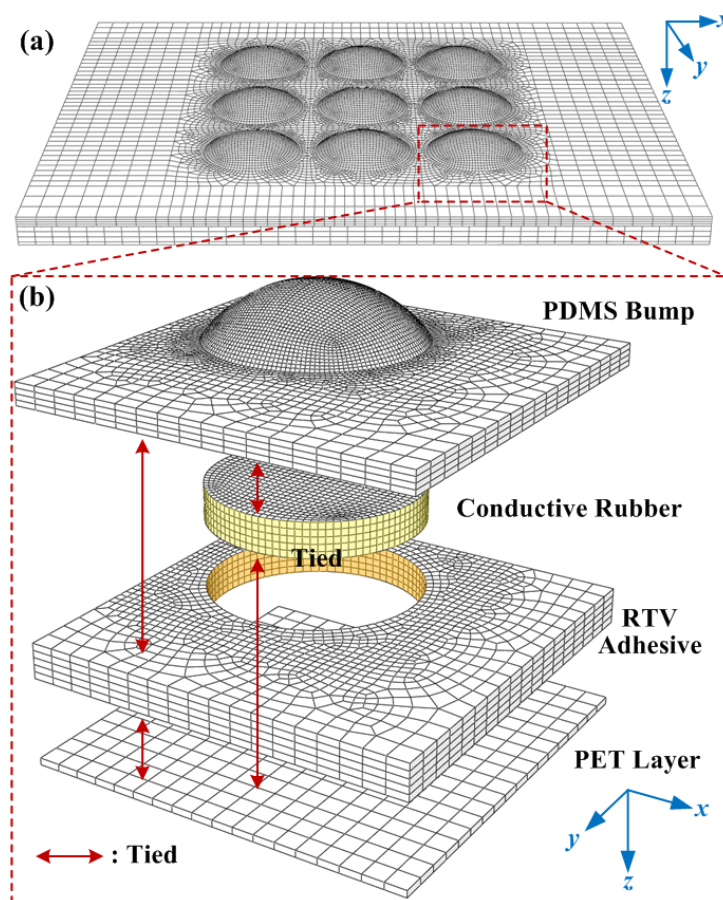 (a)
y
z
(b)
PDMS Bump
Conductive Rubber
Tied
RTV
Adhesive
PET Layer
x
y
z
: Tied